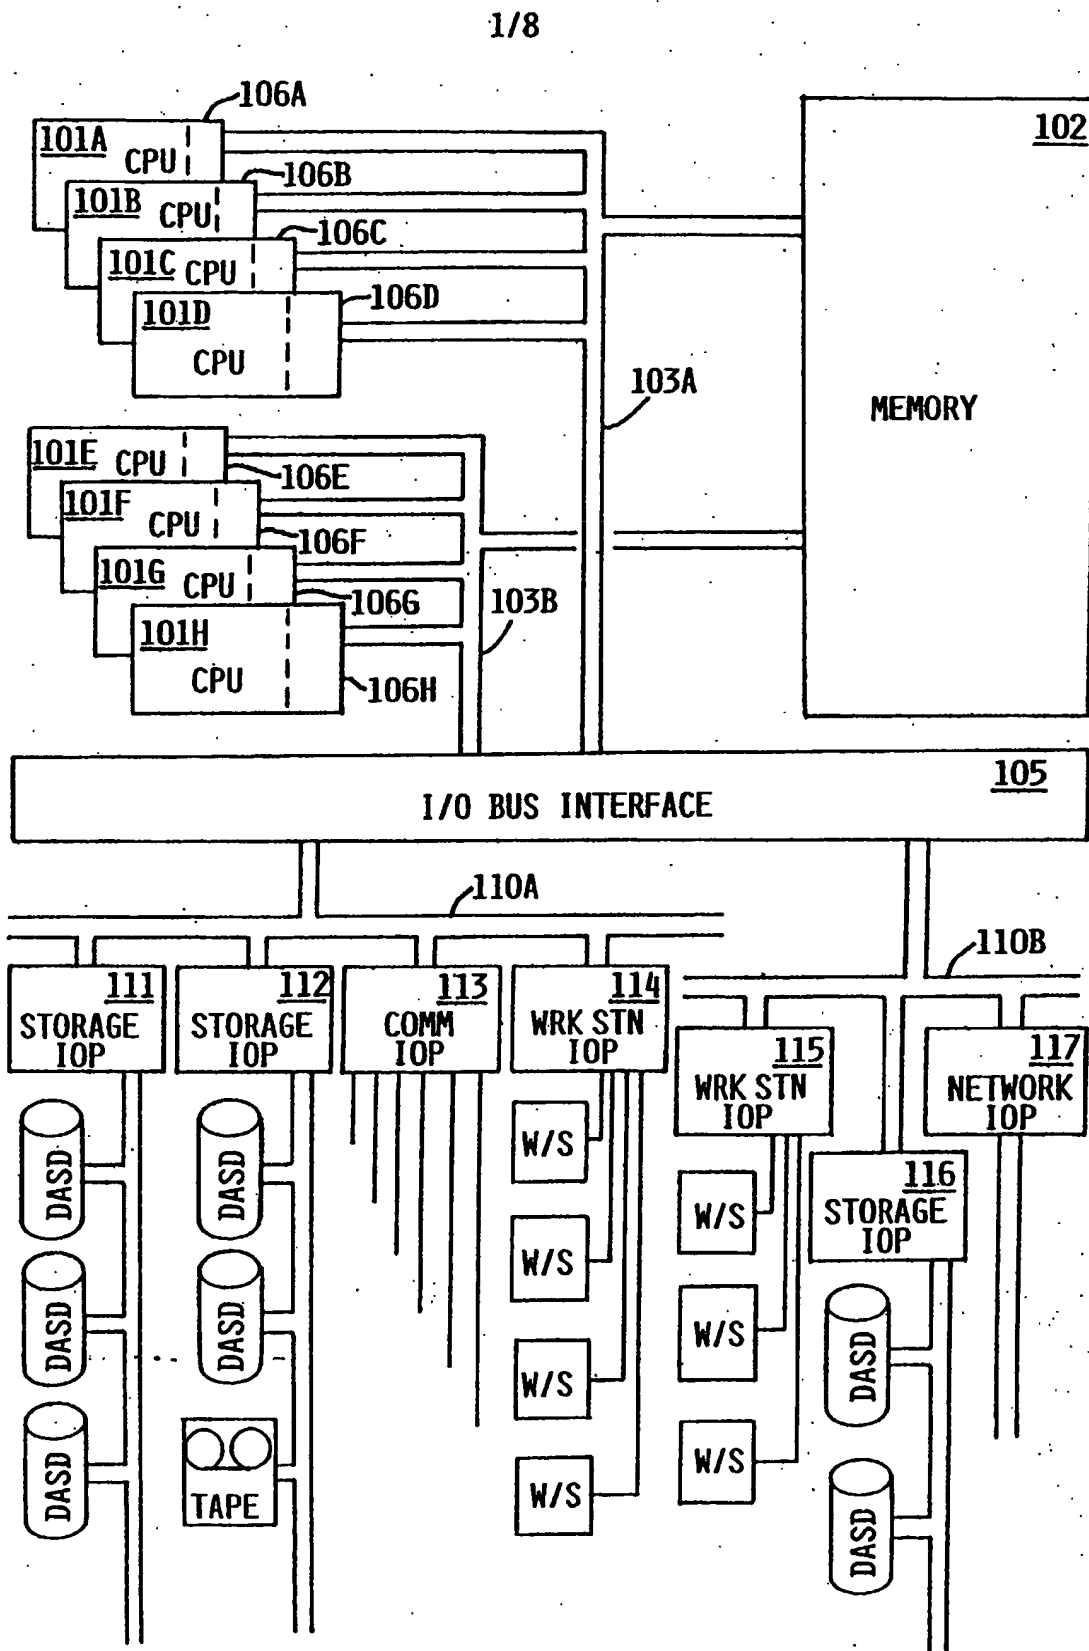 1/8
106A
101A
CPU
102
106B
101B
CPU
106C
101C
CPU
106D
101D
CPU
103A
MEMORY
101E
CPU
106E
101F
CPU
106F
101G
CPU
106G
103B
101H
CPU
106H
105
I/O BUS INTERFACE
110A
110B
111
STORAGE
IOP
112
STORAGE
IOP
113
COMM
IOP
114
WRK STN
IOP
115
WRK STN
IOP
117
NETWORK
IOP
116
STORAGE
IOP
DASD
DASD
DASD
DASD
DASD
TAPE
W/S
W/S
W/S
W/S
W/S
W/S
W/S
DASD
DASD